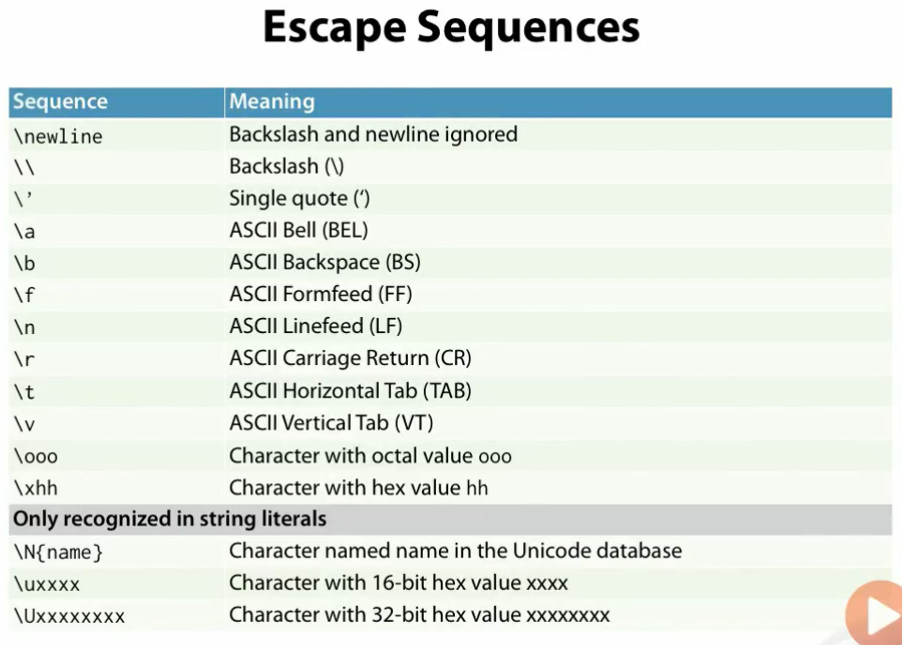 Escape Sequences
Sequence Meaning
\newline Backslash and newline ignored
\\ Backslash (\)
\’ Single quote (‘)
\a ASCII Bell (BEL)
\b ASCII Backspace (BS)
\f ASCII Formfeed (FF)
\n ASCII Linefeed (LF)
\r ASCII Carriage Return (CR)
\t ASCII Horizontal Tab (TAB)
\v ASCII Vertical Tab (VT)
\ooo Character with octal value ooo
\xhh Character with hex value hh
Only recognized in string literals
\N{name} Character named name in the Unicode database
\uxxxx Character with 16-bit hex value xxxx
\Uxxxxxxxx Character with 32-bit hex value xxxxxxxx